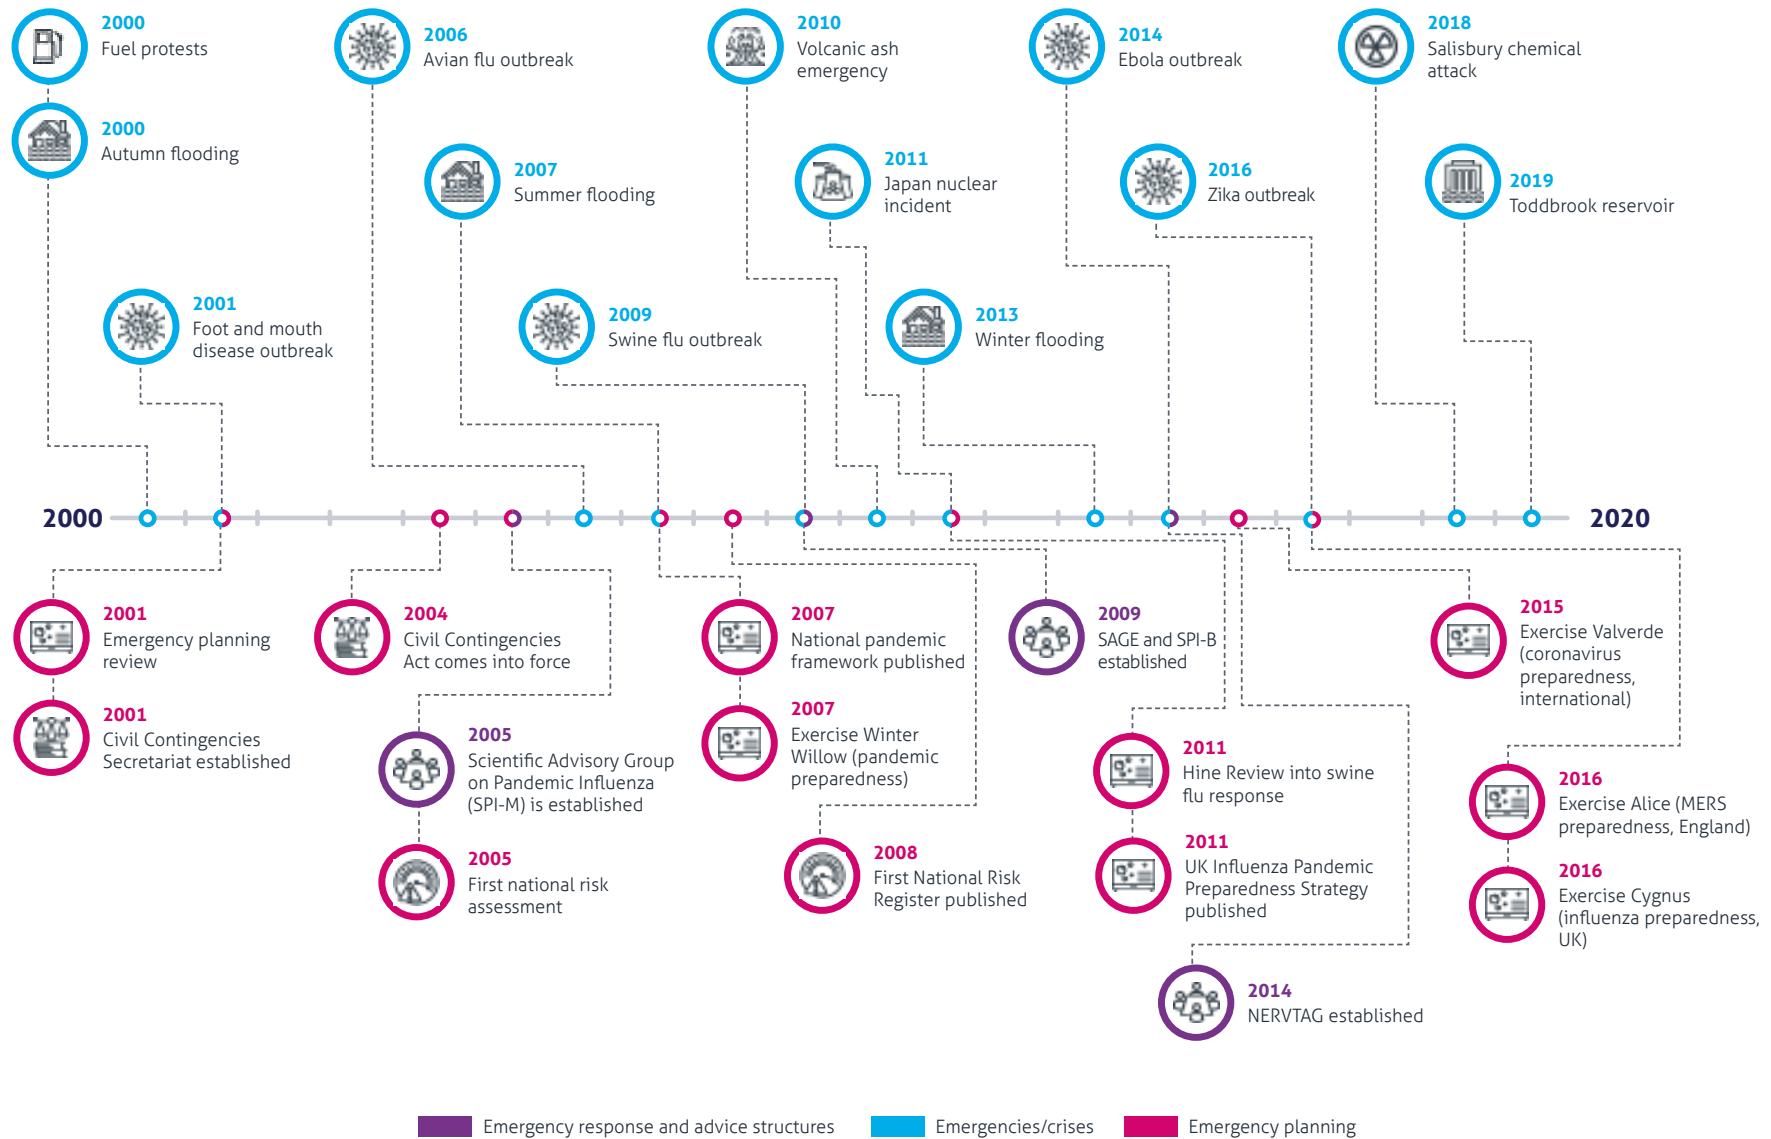 2000
Fuel protests
2000
Autumn flooding
2001
Foot and mouth
disease outbreak
2006
Avian flu outbreak
2007
Summer flooding
2009
Swine flu outbreak
2010
Volcanic ash
emergency
2011
Japan nuclear
incident
2013
Winter flooding
2014
Ebola outbreak
2016
Zika outbreak
2018
Salisbury chemical
attack
2019
Toddbrook reservoir
2000
2020
2001
Emergency planning
review
2001
Civil Contingencies
Secretariat established
2004
Civil Contingencies
Act comes into force
2005
Scientific Advisory Group
on Pandemic Influenza
(SPI-M) is established
2005
First national risk
assessment
2007
National pandemic
framework published
2007
Exercise Winter
Willow (pandemic
preparedness)
2008
First National Risk
Register published
2009
SAGE and SPI-B
established
2011
Hine Review into swine
flu response
2011
UK Influenza Pandemic
Preparedness Strategy
published
2014
NERVTAG established
2015
Exercise Valverde
(coronavirus
preparedness,
international)
2016
Exercise Alice (MERS
preparedness, England)
2016
Exercise Cygnus
(influenza preparedness,
UK)
Emergency response and advice structures
Emergencies/crises
Emergency planning